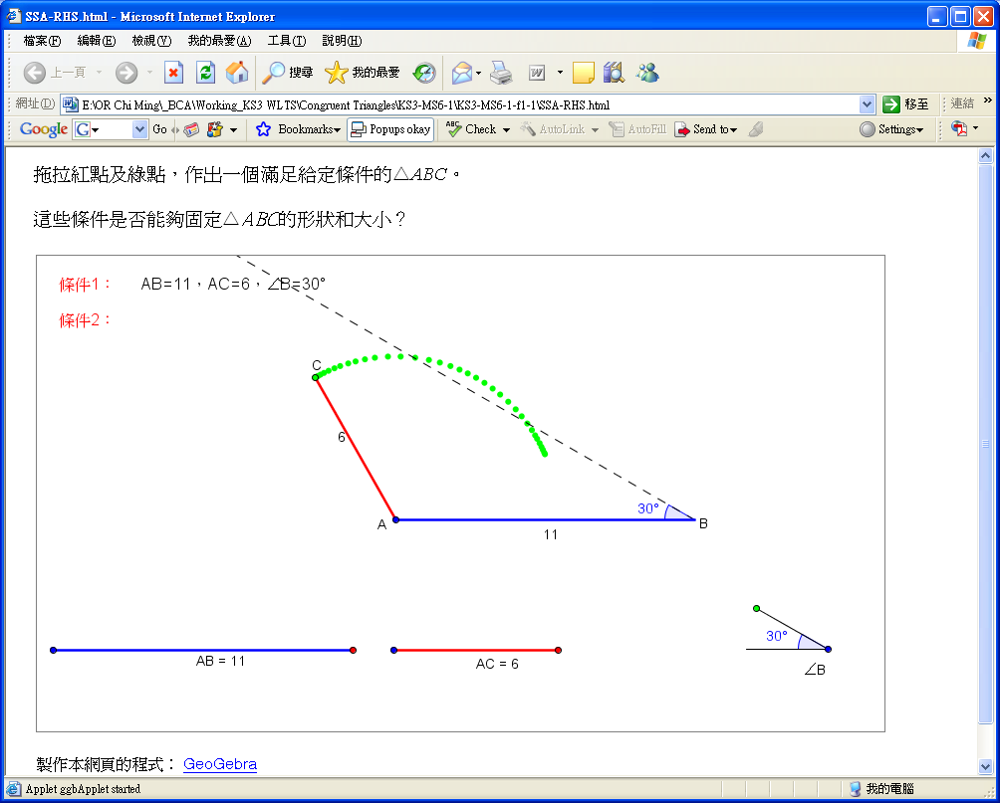 SSA-RHS.html - Microsoft Internet Explorer
檔案(F) 編輯(E) 檢視(V) 我的最愛(A) 工具(T) 說明(H)
上一頁 搜尋 我的最愛
網址(D) E:\OR Chi Ming\_BCA\Working_KS3 WLTS\Congruent Triangles\KS3-MS6-1\KS3-MS6-1-f1-1\SSA-RHS.html 移至 連結 »
Google G Go Bookmarks Popups okay ABC Check AutoLink AutoFill Send to Settings
拖拉紅點及綠點，作出一個滿足給定條件的△ABC。
這些條件是否能夠固定△ABC的形狀和大小？
條件1： AB=11，AC=6，∠B=30°
條件2：
C
6
A
30°
B
11
30°
AB = 11
AC = 6
∠B
製作本網頁的程式： GeoGebra
Applet ggbApplet started 我的電腦